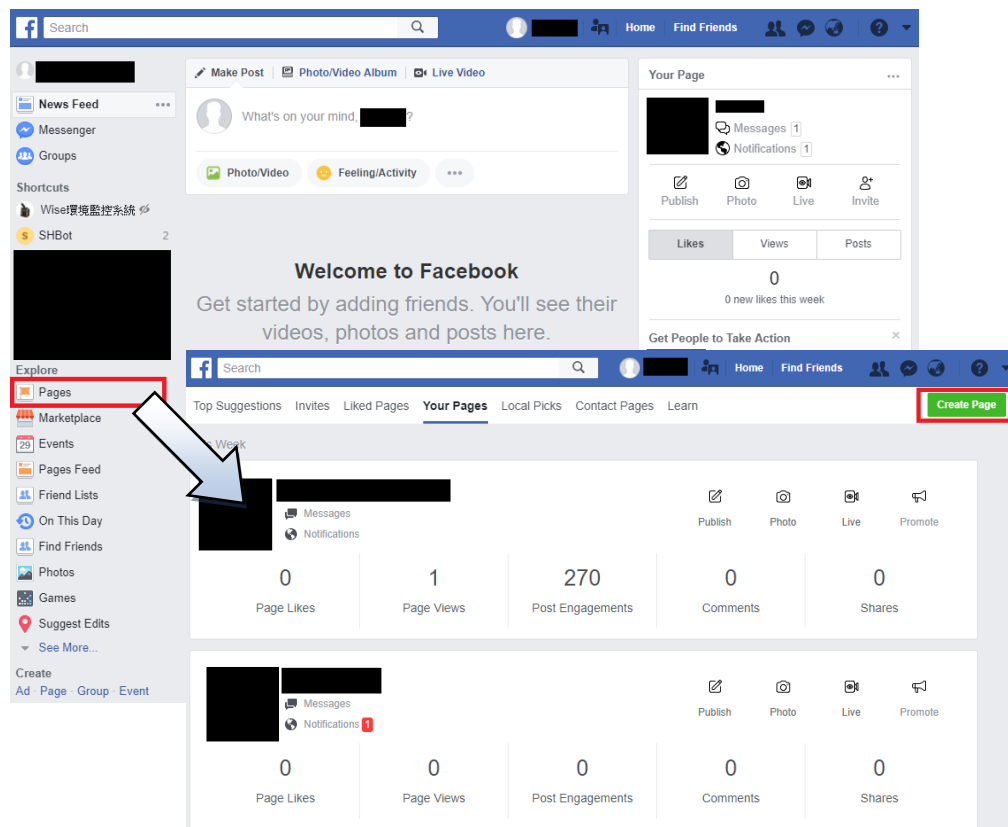 Search
Home Find Friends
News Feed
Messenger
Groups
Shortcuts
Wise環境監控系統
S SHBot 2
Explore
Pages
Marketplace
29 Events
Pages Feed
Friend Lists
On This Day
Find Friends
Photos
Games
Suggest Edits
See More...
Create
Ad · Page · Group · Event
Make Post Photo/Video Album Live Video
What's on your mind, ?
Photo/Video Feeling/Activity
Welcome to Facebook
Get started by adding friends. You'll see their
videos, photos and posts here.
Your Page
Messages 1
Notifications 1
Publish Photo Live Invite
Likes Views Posts
0
0 new likes this week
Get People to Take Action
Search
Home Find Friends
Top Suggestions Invites Liked Pages Your Pages Local Picks Contact Pages Learn
Create Page
Week
Messages
Notifications
Publish Photo Live Promote
0 1 270 0 0
Page Likes Page Views Post Engagements Comments Shares
Messages
Notifications 1
Publish Photo Live Promote
0 0 0 0 0
Page Likes Page Views Post Engagements Comments Shares